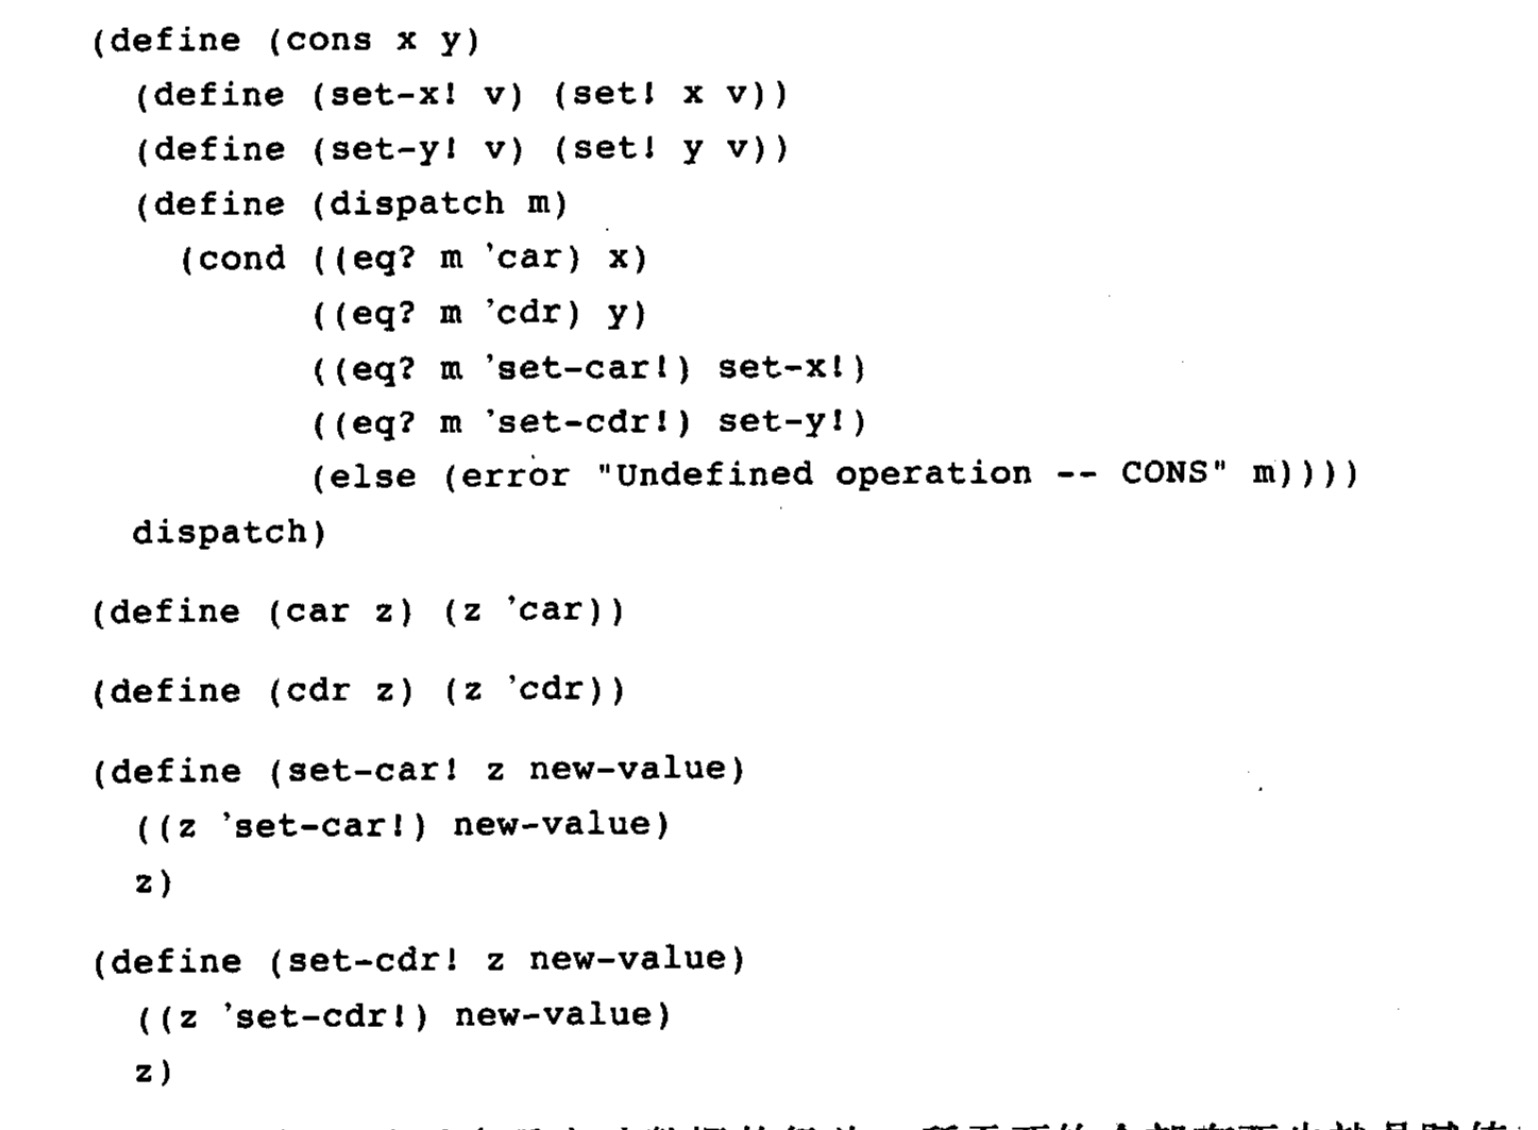 (define (cons x y)
  (define (set-x! v) (set! x v))
  (define (set-y! v) (set! y v))
  (define (dispatch m)
    (cond ((eq? m 'car) x)
          ((eq? m 'cdr) y)
          ((eq? m 'set-car!) set-x!)
          ((eq? m 'set-cdr!) set-y!)
          (else (error "Undefined operation -- CONS" m))))
  dispatch)
(define (car z) (z 'car))
(define (cdr z) (z 'cdr))
(define (set-car! z new-value)
  ((z 'set-car!) new-value)
  z)
(define (set-cdr! z new-value)
  ((z 'set-cdr!) new-value)
  z)